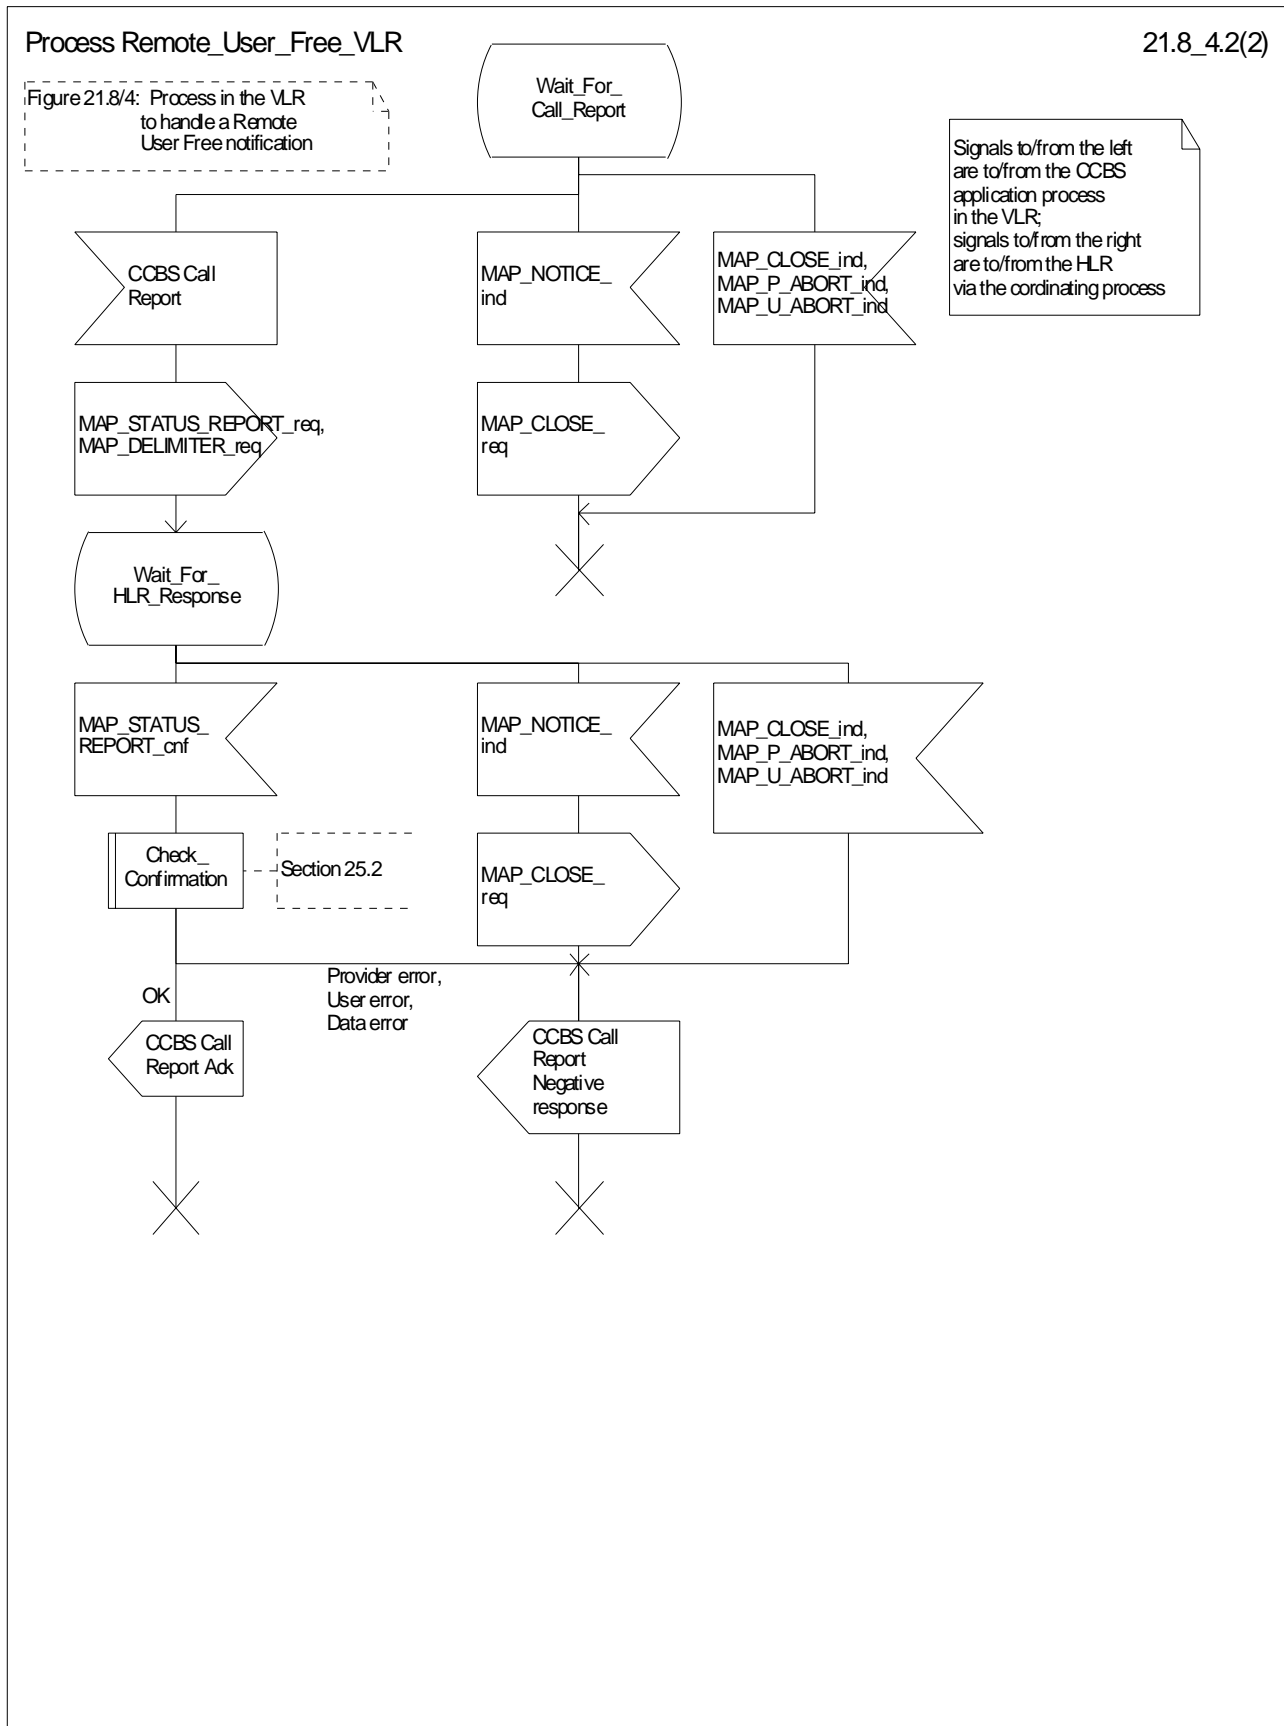 Process Remote_User_Free_VLR
21.8_4.2(2)
Figure 21.8/4: Process in the VLR
to handle a Remote
User Free notification
Wait_For_
Call_Report
Signals to/from the left
are to/from the CCBS
application process
in the VLR;
signals to/from the right
are to/from the HLR
via the cordinating process
CCBS Call
Report
MAP_NOTICE_
ind
MAP_CLOSE_ind,
MAP_P_ABORT_ind,
MAP_U_ABORT_ind
MAP_STATUS_REPORT_req,
MAP_DELIMITER_req
MAP_CLOSE_
req
Wait_For_
HLR_Response
MAP_STATUS_
REPORT_cnf
MAP_NOTICE_
ind
MAP_CLOSE_ind,
MAP_P_ABORT_ind,
MAP_U_ABORT_ind
Check_
Confirmation
Section 25.2
MAP_CLOSE_
req
Provider error,
User error,
Data error
OK
CCBS Call
Report Ack
CCBS Call
Report
Negative
response